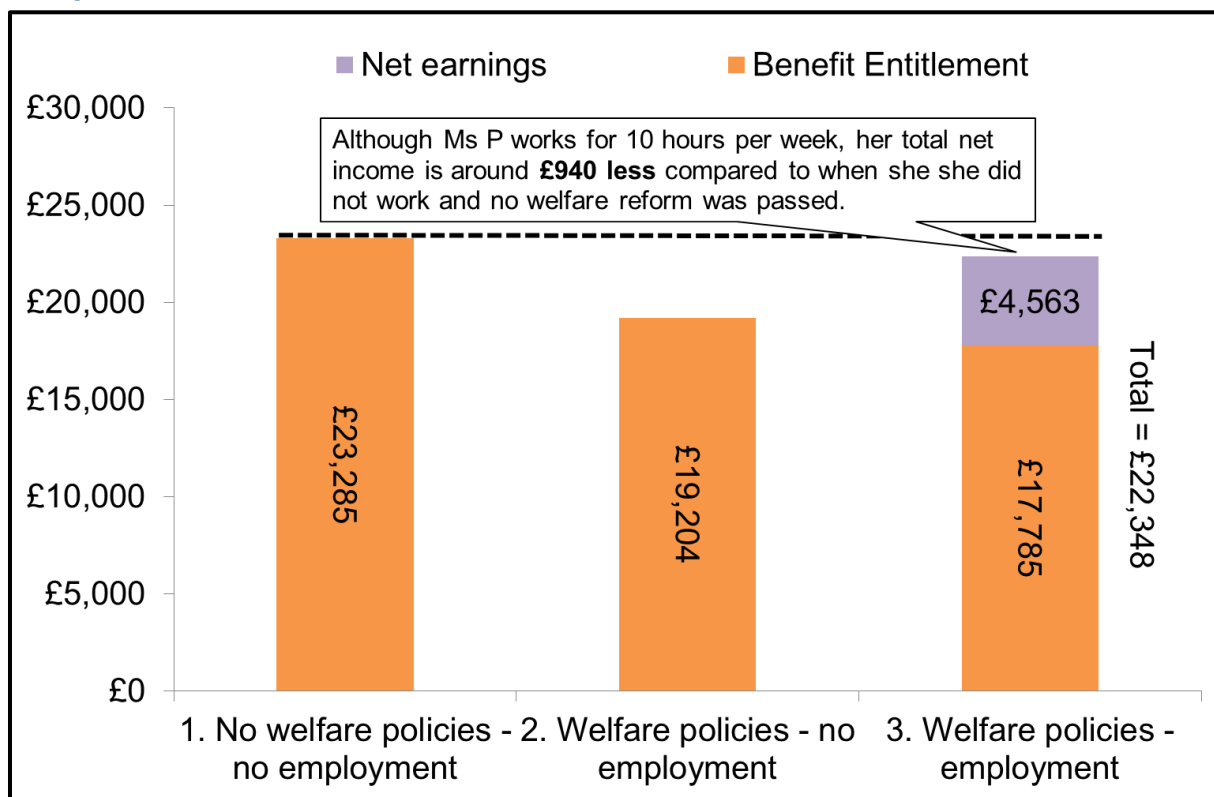 Net earnings
Benefit Entitlement
£30,000
£25,000
£20,000
£15,000
£10,000
£5,000
£0
Although Ms P works for 10 hours per week, her total net
income is around £940 less compared to when she she did
not work and no welfare reform was passed.
£23,285
£19,204
£4,563
£17,785
Total = £22,348
1. No welfare policies -
no employment
2. Welfare policies - no
employment
3. Welfare policies -
employment